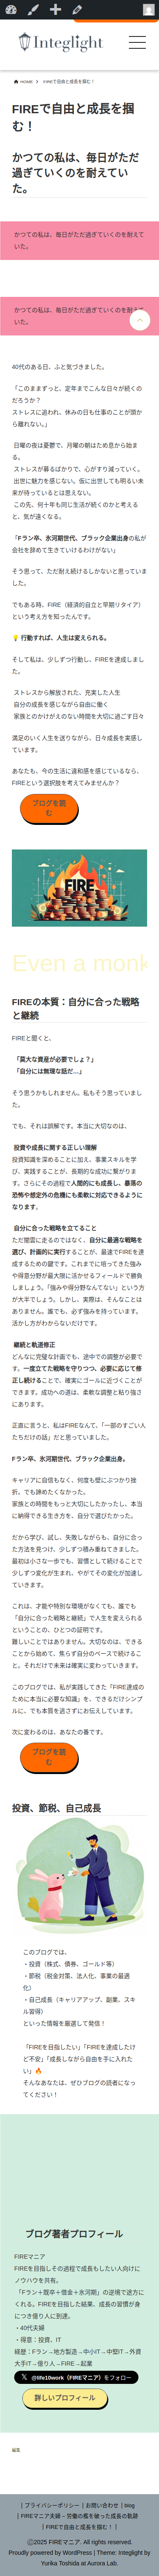 Integlight
HOME > FIREで自由と成長を掴む！
FIREで自由と成長を掴
む！
かつての私は、毎日がただ
過ぎていくのを耐えてい
た。
かつての私は、毎日がただ過ぎていくのを耐えて
いた。
かつての私は、毎日がただ過ぎていくのを耐えて
いた。
40代のある日、ふと気づきました。
「このままずっと、定年までこんな日々が続くの
だろうか？
ストレスに追われ、休みの日も仕事のことが頭か
ら離れない。」
日曜の夜は憂鬱で、月曜の朝はため息から始ま
る。
ストレスが募るばかりで、心がすり減っていく。
出世に魅力を感じない。仮に出世しても明るい未
来が待っているとは思えない。
この先、何十年も同じ生活が続くのかと考える
と、気が遠くなる。
「Fラン卒、氷河期世代、ブラック企業出身の私が
会社を辞めて生きていけるわけがない」
そう思って、ただ耐え続けるしかないと思っていま
した。
でもある時、FIRE（経済的自立と早期リタイア）
という考え方を知ったんです。
💡 行動すれば、人生は変えられる。
そして私は、少しずつ行動し、FIREを達成しまし
た。
ストレスから解放された、充実した人生
自分の成長を感じながら自由に働く
家族とのかけがえのない時間を大切に過ごす日々
満足のいく人生を送りながら、日々成長を実感し
ています。
あなたも、今の生活に違和感を感じているなら、
FIREという選択肢を考えてみませんか？
ブログを読
む
FIRE
Even a monk
FIREの本質：自分に合った戦略
と継続
FIREと聞くと、
「莫大な資産が必要でしょ？」
「自分には無理な話だ…」
そう思うかもしれません。私もそう思っていまし
た。
でも、それは誤解です。本当に大切なのは、
投資や成長に関する正しい理解
投資知識を深めることに加え、事業スキルを学
び、実践することが、長期的な成功に繋がりま
す。さらにその過程で人間的にも成長し、暴落の
恐怖や想定外の危機にも柔軟に対応できるように
なります。
自分に合った戦略を立てること
ただ闇雲に走るのではなく、自分に最適な戦略を
選び、計画的に実行することが、最速でFIREを達
成するための鍵です。これまでに培ってきた強み
や得意分野が最大限に活かせるフィールドで勝負
しましょう。「強みや得意分野なんてない」という方
が大半でしょう。しかし、実際は、そんなことは
ありません。誰でも、必ず強みを持っています。
活かし方がわからないだけです。
継続と軌道修正
どんなに完璧な計画でも、途中での調整が必要で
す。一度立てた戦略を守りつつ、必要に応じて修
正し続けることで、確実にゴールに近づくことがで
きます。成功への道は、柔軟な調整と粘り強さに
あります。
正直に言うと、私はFIREなんて、「一部のすごい人
たちだけの話」だと思っていました。
Fラン卒、氷河期世代、ブラック企業出身。
キャリアに自信もなく、何度も壁にぶつかり挫
折。でも諦めたくなかった。
家族との時間をもっと大切にしたかったし、本当
に納得できる生き方を、自分で選びたかった。
だから学び、試し、失敗しながらも、自分に合っ
た方法を見つけ、少しずつ積み重ねてきました。
最初は小さな一歩でも、習慣として続けることで
少しずつ変化が生まれ、やがてその変化が加速し
ていきます。
これは、才能や特別な環境がなくても、誰でも
「自分に合った戦略と継続」で人生を変えられる
ということの、ひとつの証明です。
難しいことではありません。大切なのは、できる
ことから始めて、焦らず自分のペースで続けるこ
と。それだけで未来は確実に変わっていきます。
このブログでは、私が実践してきた「FIRE達成の
ために本当に必要な知識」を、できるだけシンプ
ルに、でも本質を逃さずにお伝えしています。
次に変わるのは、あなたの番です。
ブログを読
む
投資、節税、自己成長
このブログでは、
・投資（株式、債券、ゴールド等）
・節税（税金対策、法人化、事業の最適
化）
・自己成長（キャリアアップ、副業、スキ
ル習得）
といった情報を厳選して発信！
「FIREを目指したい」「FIREを達成したけ
ど不安」「成長しながら自由を手に入れた
い」🔥
そんなあなたは、ぜひブログの読者になっ
てください！
ブログ著者プロフィール
FIREマニア
FIREを目指しその過程で成長もしたい人向けに
ノウハウを共有。
「Fラン＋既卒＋借金＋氷河期」の逆境で途方に
くれる。FIREを目指した結果、成長の習慣が身
につき億り人に到達。
・40代夫婦
・得意：投資、IT
経歴：Fラン→地方製造→中小IT→中堅IT→外資
大手IT→億り人→FIRE→起業
X @life10work（FIREマニア）をフォロー
詳しいプロフィール
編集
| プライバシーポリシー | お問い合わせ | blog
| FIREマニア夫婦 – 労働の檻を破った成長の軌跡
| FIREで自由と成長を掴む！ |
©2025 FIREマニア. All rights reserved.
Proudly powered by WordPress | Theme: Integlight by
Yurika Toshida at Aurora Lab.